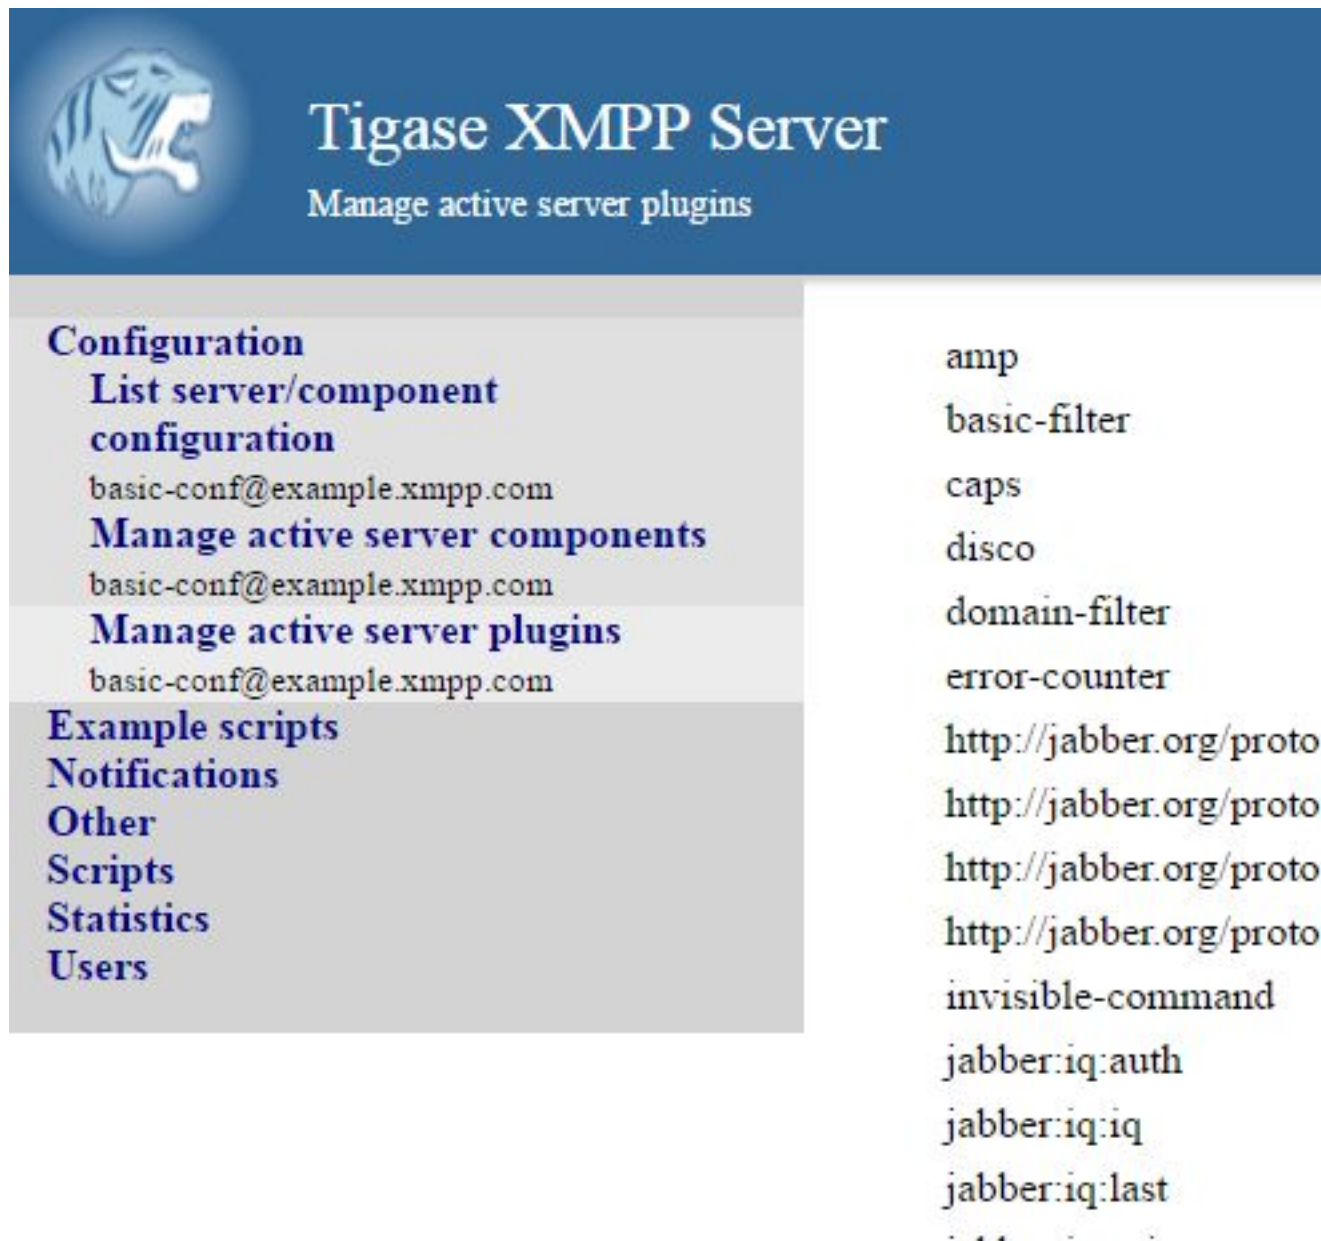 Tigase XMPP Server
Manage active server plugins
Configuration
List server/component
configuration
basic-conf@example.xmpp.com
Manage active server components
basic-conf@example.xmpp.com
Manage active server plugins
basic-conf@example.xmpp.com
Example scripts
Notifications
Other
Scripts
Statistics
Users
amp
basic-filter
caps
disco
domain-filter
error-counter
http://jabber.org/proto
http://jabber.org/proto
http://jabber.org/proto
http://jabber.org/proto
invisible-command
jabber:iq:auth
jabber:iq:iq
jabber:iq:last